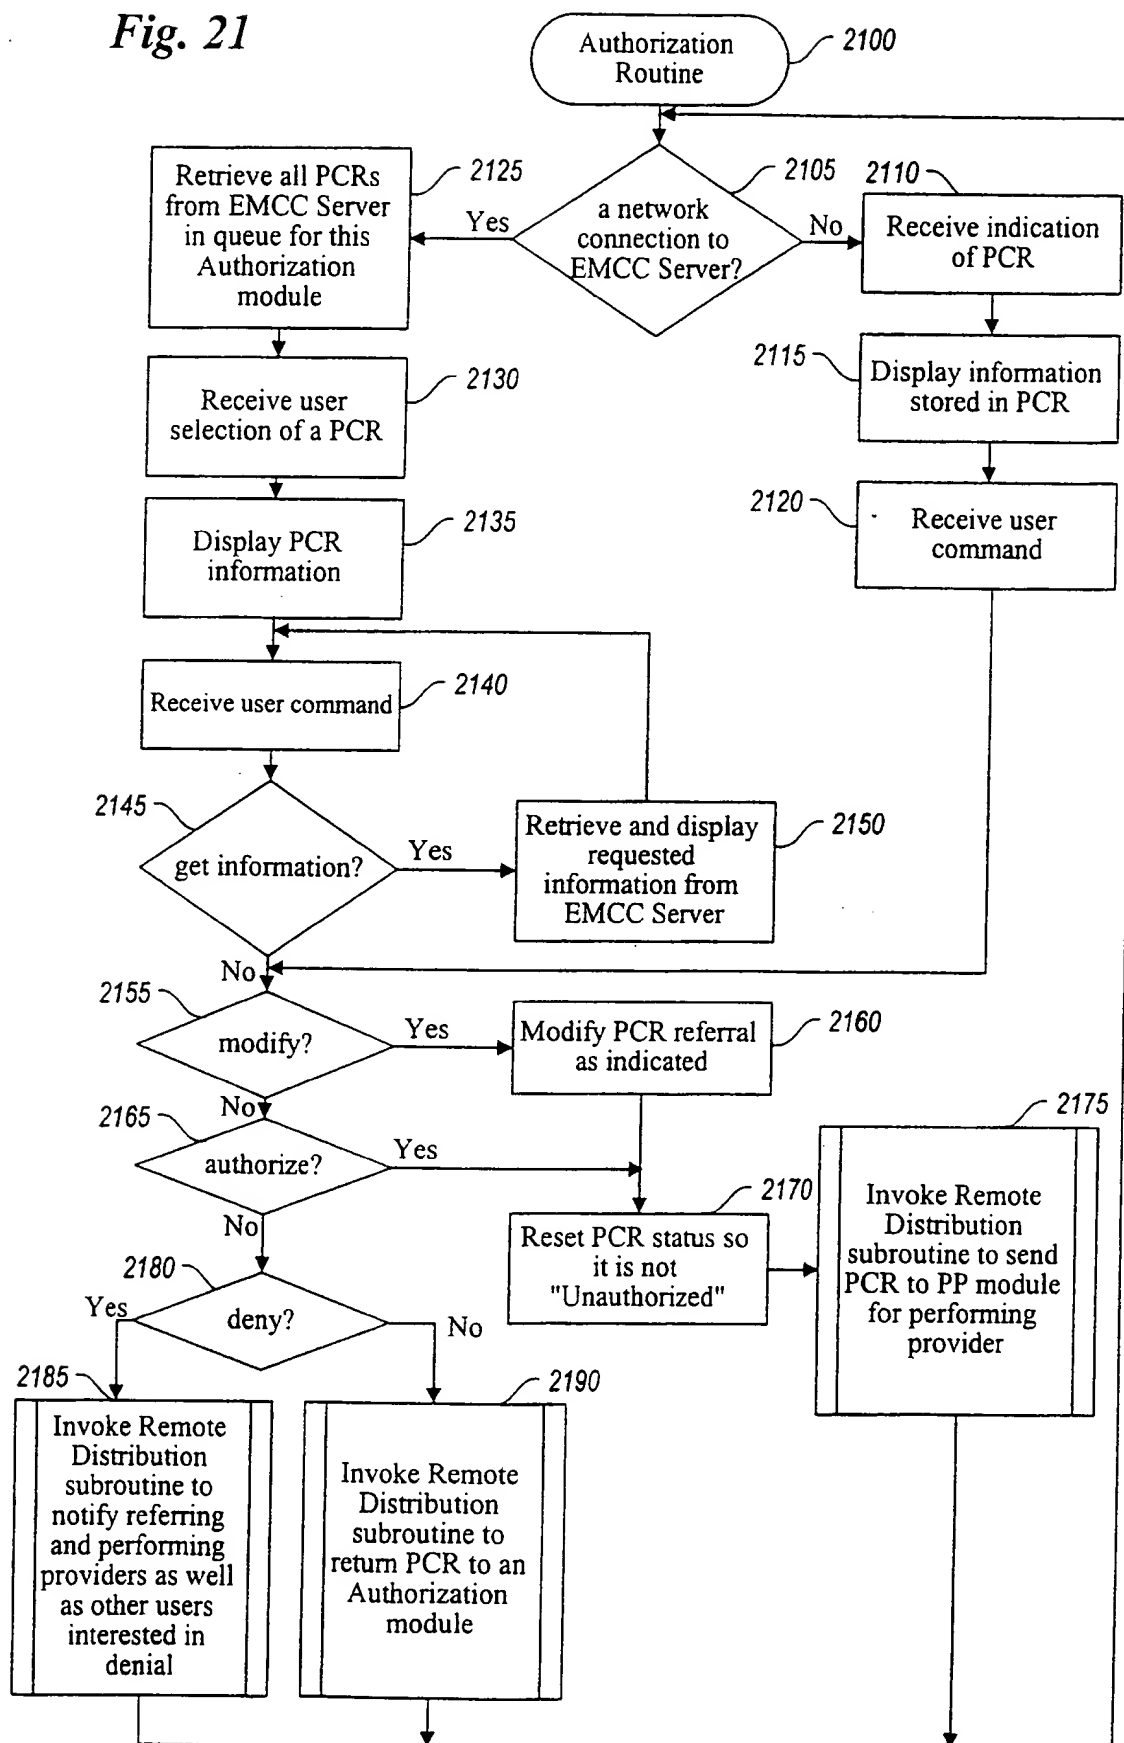 Fig. 21
Authorization
Routine
2100
Retrieve all PCRs
from EMCC Server
in queue for this
Authorization
module
2125
Yes
a network
connection to
EMCC Server?
2105
No
2110
Receive indication
of PCR
2115
Display information
stored in PCR
2130
Receive user
selection of a PCR
2120
Receive user
command
2135
Display PCR
information
Receive user command
2140
2145
get information?
Yes
Retrieve and display
requested
information from
EMCC Server
2150
No
2155
modify?
Yes
Modify PCR referral
as indicated
2160
No
2165
authorize?
Yes
No
2170
Reset PCR status so
it is not
"Unauthorized"
2175
Invoke Remote
Distribution
subroutine to send
PCR to PP module
for performing
provider
2180
Yes
deny?
No
2185
Invoke Remote
Distribution
subroutine to
notify referring
and performing
providers as well
as other users
interested in
denial
2190
Invoke Remote
Distribution
subroutine to
return PCR to an
Authorization
module